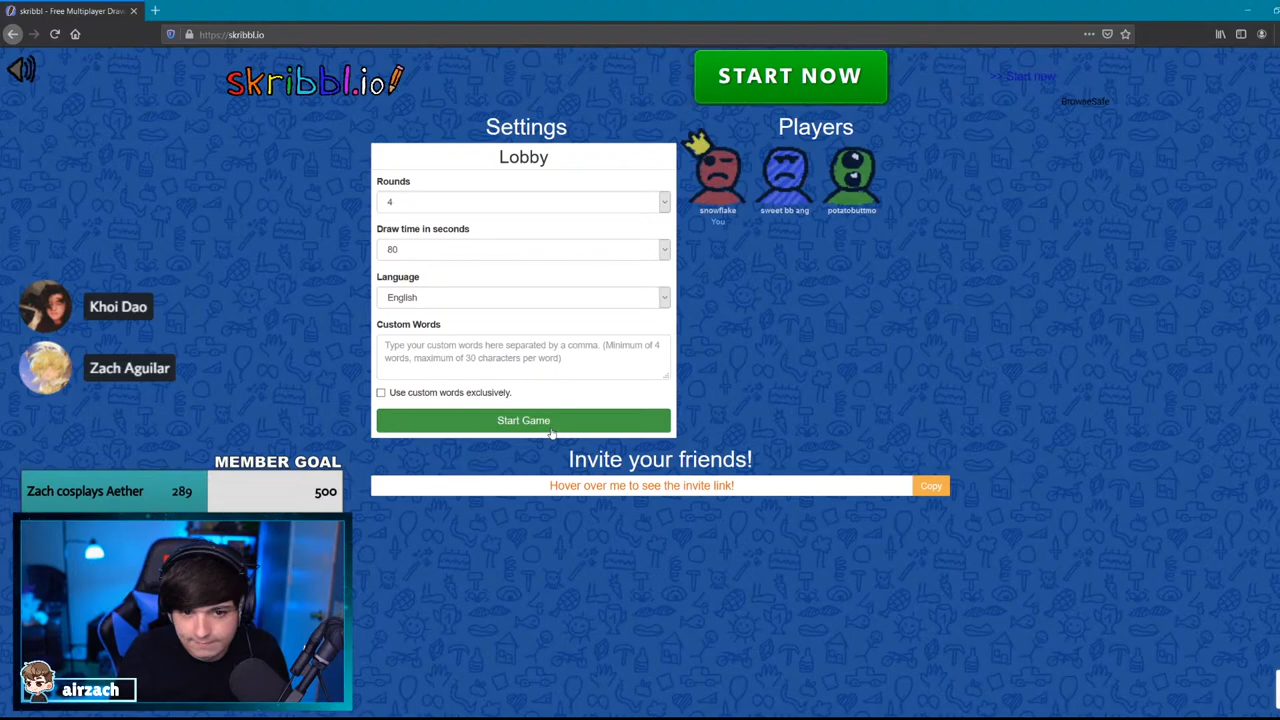 skribbl - Free Multiplayer Draw
https://skribbl.io
skribbl.io
START NOW
>> Start now
BrowseSafe
Settings
Players
Lobby
Rounds
4
Draw time in seconds
80
Language
English
Custom Words
Type your custom words here separated by a comma. (Minimum of 4
words, maximum of 30 characters per word)
Use custom words exclusively.
Start Game
snowflake
You
sweet bb ang
potatobuttmo
Invite your friends!
Hover over me to see the invite link!
Copy
Khoi Dao
Zach Aguilar
MEMBER GOAL
Zach cosplays Aether 289
500
airzach